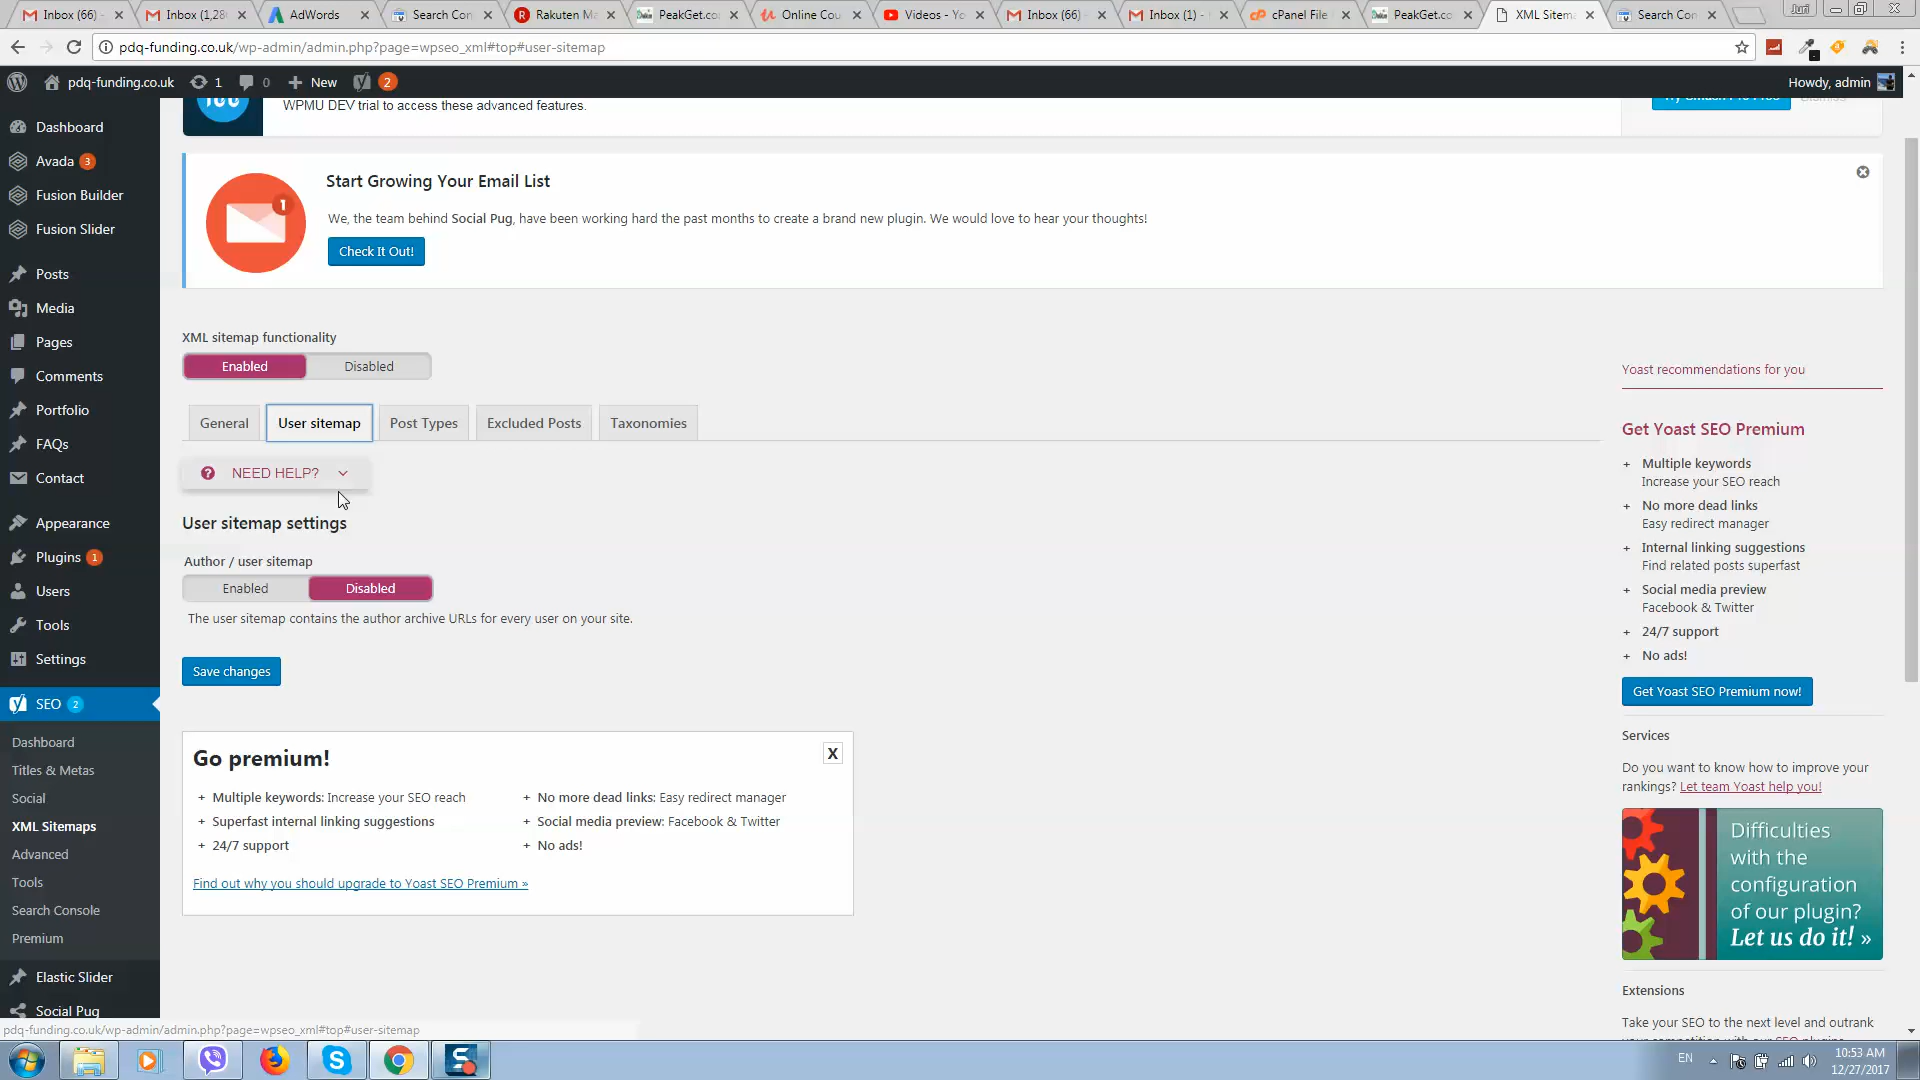 Inbox (66) -
Inbox (1,28
AdWords
Search Con
Rakuten Ma
PeakGet.co
Online Cou
Videos - Yo
Inbox (66) -
Inbox (1) -
cPanel File
PeakGet.co
XML Sitem
Search Con
Juri
pdq-funding.co.uk/wp-admin/admin.php?page=wpseo_xml#top#user-sitemap
pdq-funding.co.uk 1 0 New 2
Howdy, admin
WPMU DEV trial to access these advanced features.
Dashboard
Avada 3
Fusion Builder
Fusion Slider
Posts
Media
Pages
Comments
Portfolio
FAQs
Contact
Appearance
Plugins 1
Users
Tools
Settings
SEO 2
Dashboard
Titles & Metas
Social
XML Sitemaps
Advanced
Tools
Search Console
Premium
Elastic Slider
Social Pug
1
Start Growing Your Email List
We, the team behind Social Pug, have been working hard the past months to create a brand new plugin. We would love to hear your thoughts!
Check It Out!
XML sitemap functionality
Enabled Disabled
General User sitemap Post Types Excluded Posts Taxonomies
? NEED HELP?
User sitemap settings
Author / user sitemap
Enabled Disabled
The user sitemap contains the author archive URLs for every user on your site.
Save changes
Go premium!
X
+ Multiple keywords: Increase your SEO reach
+ Superfast internal linking suggestions
+ 24/7 support
+ No more dead links: Easy redirect manager
+ Social media preview: Facebook & Twitter
+ No ads!
Find out why you should upgrade to Yoast SEO Premium »
Yoast recommendations for you
Get Yoast SEO Premium
+ Multiple keywords
Increase your SEO reach
+ No more dead links
Easy redirect manager
+ Internal linking suggestions
Find related posts superfast
+ Social media preview
Facebook & Twitter
+ 24/7 support
+ No ads!
Get Yoast SEO Premium now!
Services
Do you want to know how to improve your
rankings? Let team Yoast help you!
Difficulties
with the
configuration
of our plugin?
Let us do it! »
Extensions
Take your SEO to the next level and outrank
pdq-funding.co.uk/wp-admin/admin.php?page=wpseo_xml#top#user-sitemap
EN
10:53 AM
12/27/2017